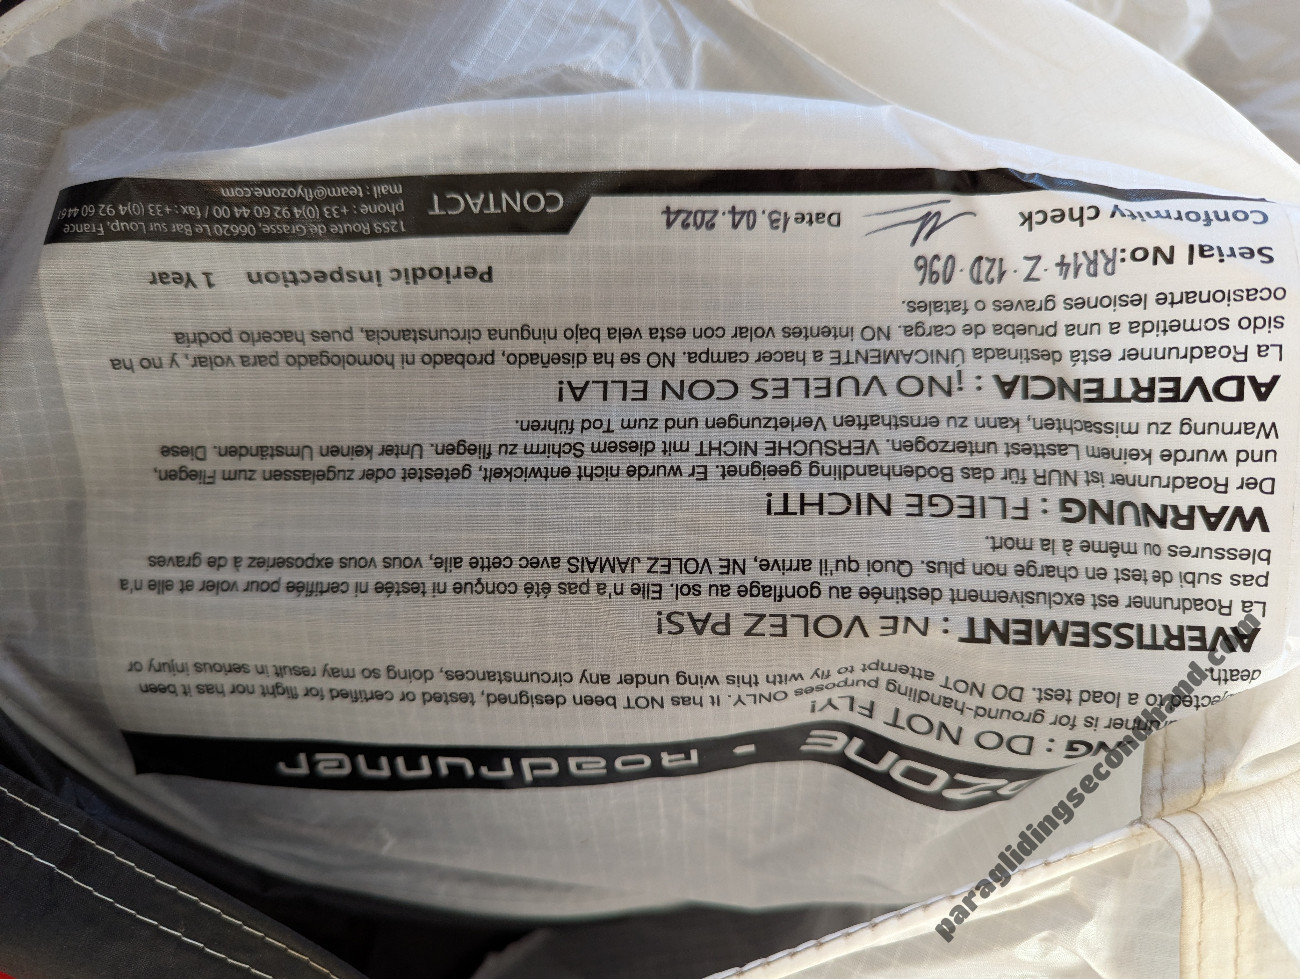 OZONE - Roadrunner
NG : DO NOT FLY!
nner is for ground-handling purposes ONLY. It has NOT been designed, tested or certified for flight nor has it been
jected to a load test. DO NOT attempt to fly with this wing under any circumstances, doing so may result in serious injury or
death.
AVERTISSEMENT : NE VOLEZ PAS!
La Roadrunner est exclusivement destinée au gonflage au sol. Elle n'a pas été conçue ni testée ni certifiée pour voler et elle n'a
pas subi de test en charge non plus. Quoi qu'il arrive, NE VOLEZ JAMAIS avec cette aile, vous vous exposeriez à de graves
blessures ou même à la mort.
WARNUNG : FLIEGE NICHT!
Der Roadrunner ist NUR für das Bodenhandling geeignet. Er wurde nicht entwickelt, getestet oder zugelassen zum Fliegen,
und wurde keinem Lasttest unterzogen. VERSUCHE NICHT mit diesem Schirm zu fliegen. Unter keinen Umständen. Diese
Warnung zu missachten, kann zu ernsthaften Verletzungen und zum Tod führen.
ADVERTENCIA : ¡NO VUELES CON ELLA!
La Roadrunner está destinada ÚNICAMENTE a hacer campa. NO se ha diseñado, probado ni homologado para volar, y no ha
sido sometida a una prueba de carga. NO intentes volar con esta vela bajo ninguna circunstancia, pues hacerlo podría
ocasionarte lesiones graves o fatales.
Serial No: RR14-Z-12D-096 Periodic inspection 1 Year
Conformity check Date 13.04.2024
CONTACT
1258 Route de Grasse, 06620 Le Bar sur Loup, France
phone : +33 (0)4 92 60 44 00 / fax : +33 (0)4 92 60 44 6
mail : team@flyozone.com
paraglidingsecondhand.com